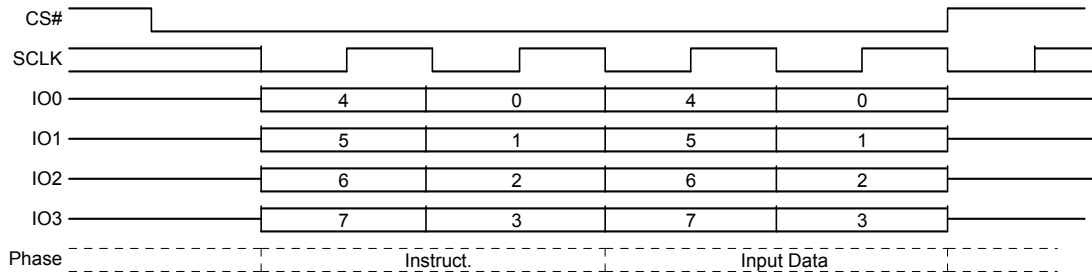 CS#
SCLK
IO0 4 0 4 0
IO1 5 1 5 1
IO2 6 2 6 2
IO3 7 3 7 3
Phase Instruct. Input Data